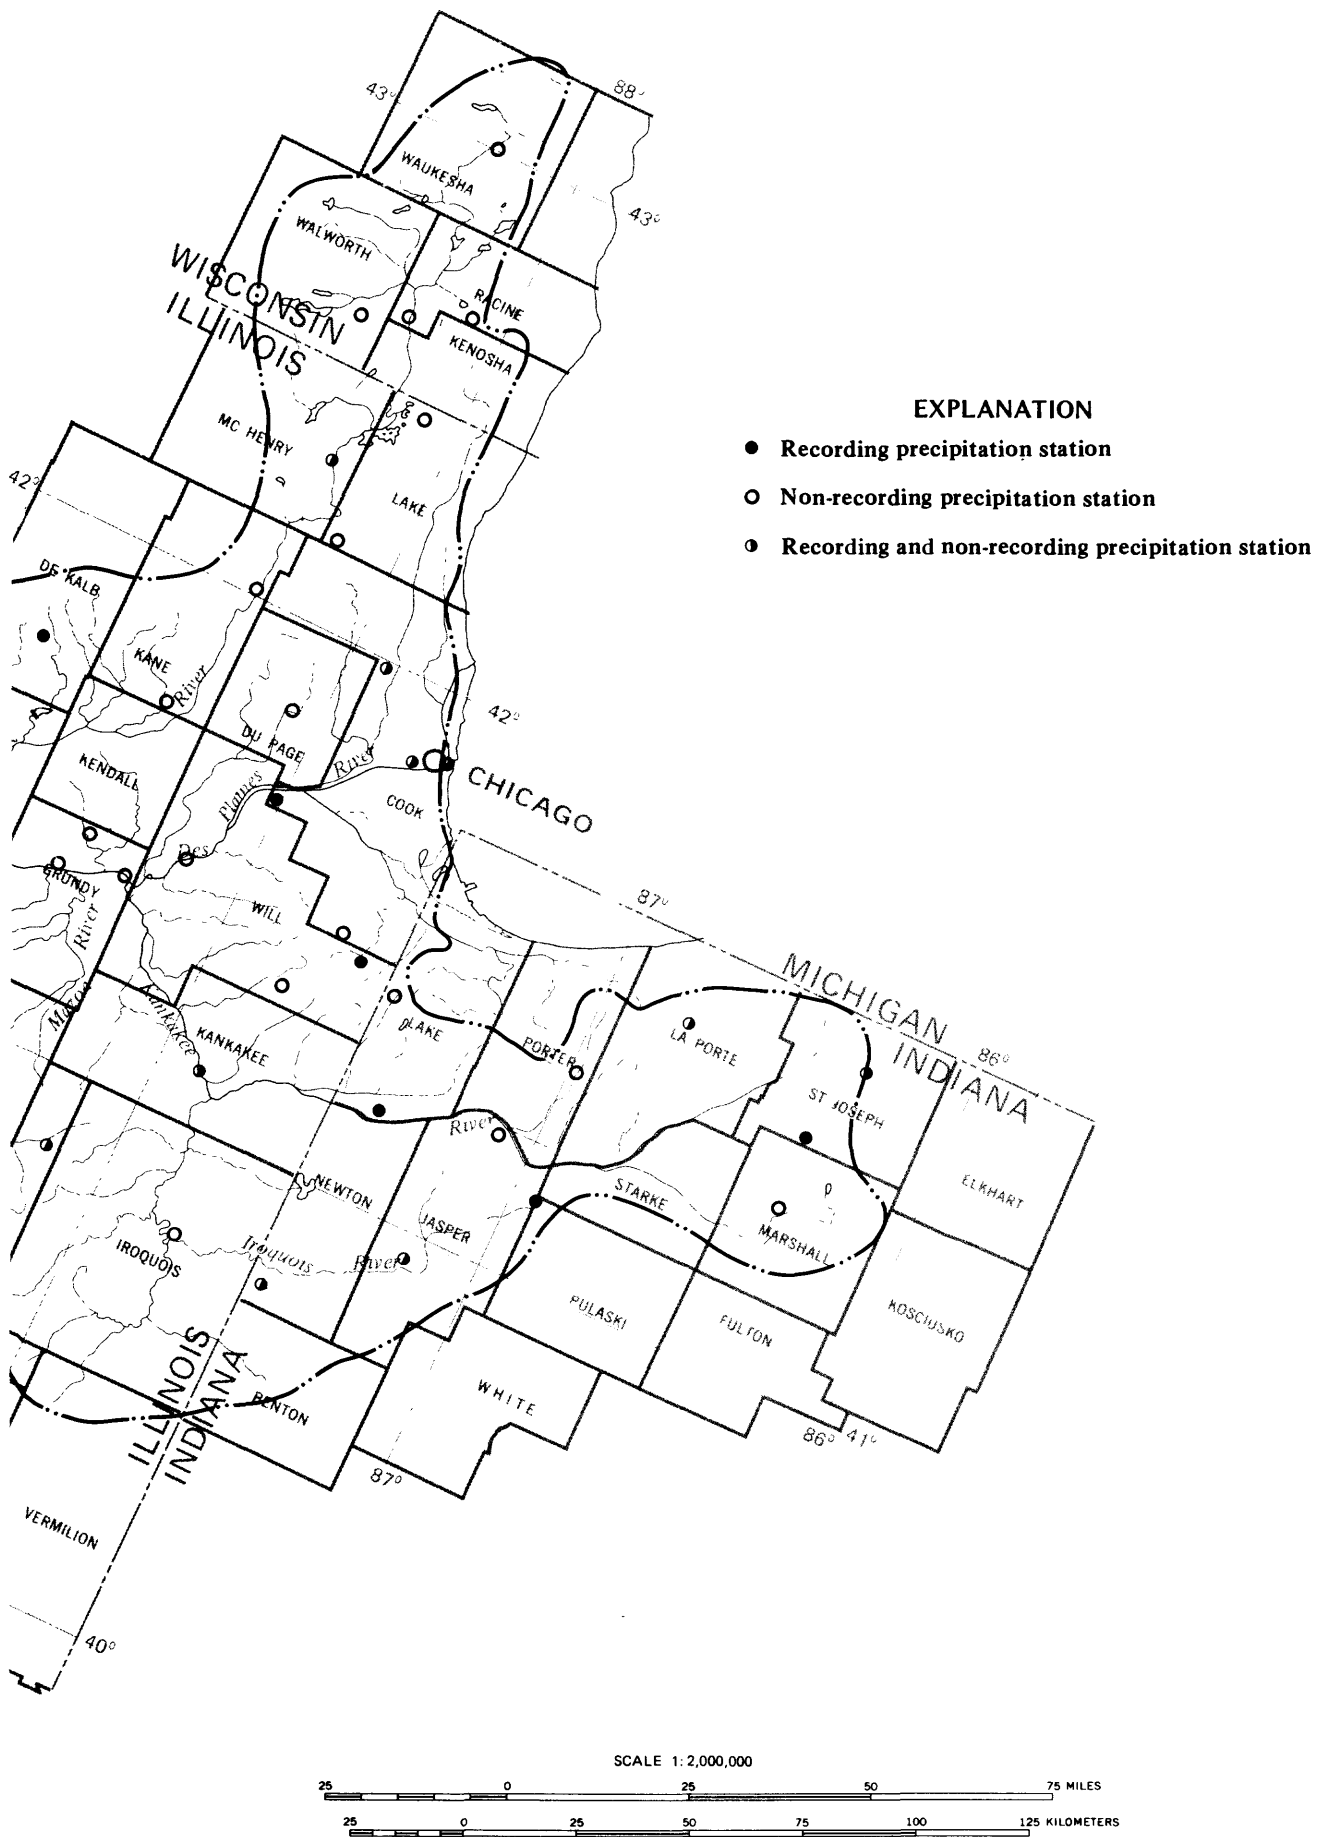 88°
43°
WAUKESHA
43°
WALWORTH
WISCONSIN
ILLINOIS
RACINE
KENOSHA
EXPLANATION
Recording precipitation station
Non-recording precipitation station
Recording and non-recording precipitation station
MC HENRY
LAKE
42°
DE KALB
KANE
River
42°
DU PAGE
River
KENDALL
Plaines
COOK
CHICAGO
Des
GRUNDY
WILL
87°
River
Mazon
Kankakee
KANKAKEE
LAKE
PORTER
LA PORTE
MICHIGAN
INDIANA
86°
ST JOSEPH
River
ELKHART
NEWTON
STARKE
JASPER
MARSHALL
IROQUOIS
Iroquois River
PULASKI
FULTON
KOSCIUSKO
ILLINOIS
INDIANA
BENTON
WHITE
86° 41°
87°
VERMILION
40°
SCALE 1:2,000,000
25 0 25 50 75 MILES
25 0 25 50 75 100 125 KILOMETERS